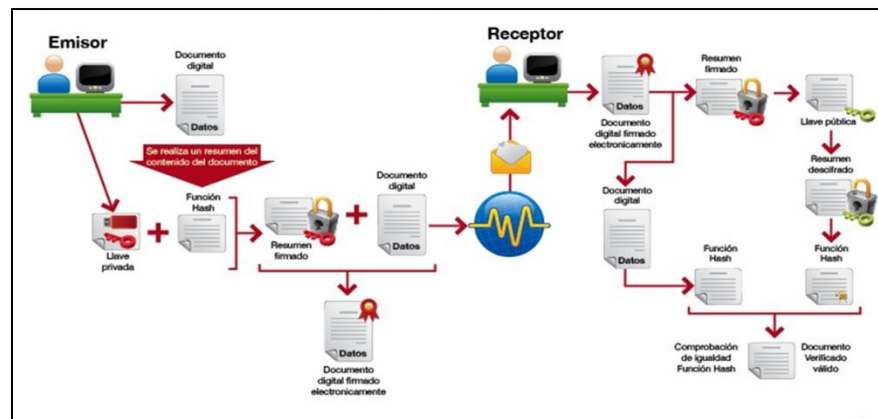 Emisor
Documento
digital
Datos
Se realiza un resumen del
contenido del documento
Llave
privada
Función
Hash
Resumen
firmado
Documento
digital
Datos
Datos
Documento
digital firmado
electronicamente
Receptor
Datos
Documento
digital firmado
electronicamente
Resumen
firmado
Llave pública
Resumen
descifrado
Documento
digital
Datos
Función
Hash
Función
Hash
Comprobación
de igualdad
Función Hash
Documento
Verificado
válido